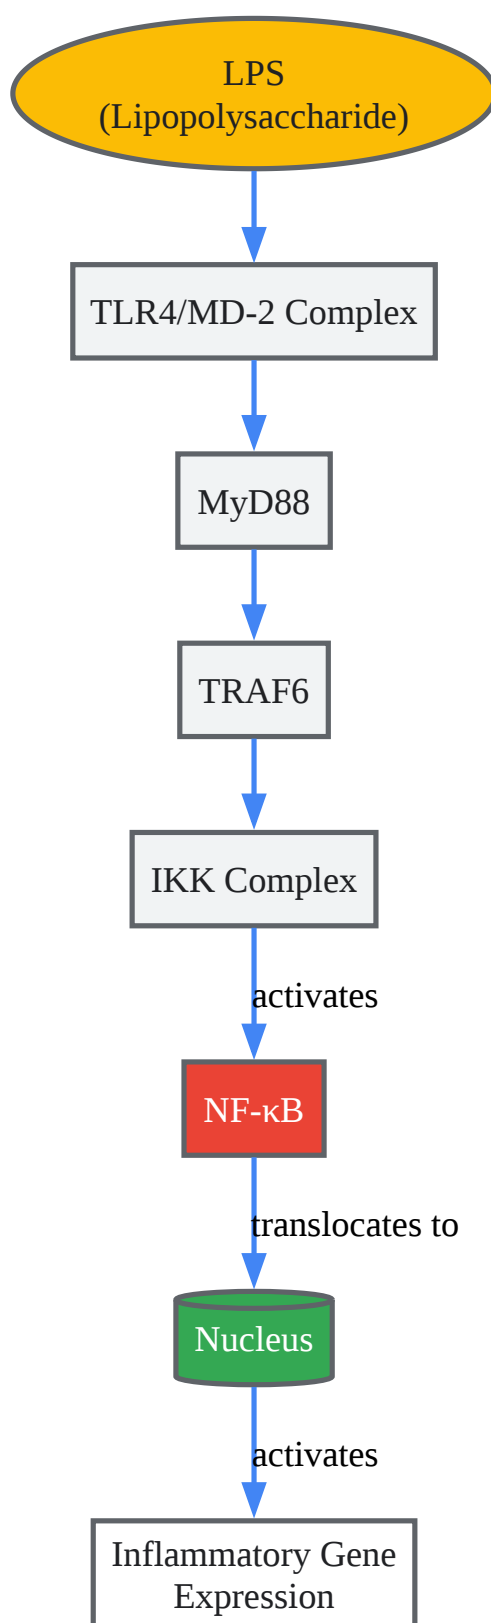 LPS
(Lipopolysaccharide)
TLR4/MD-2 Complex
MyD88
TRAF6
IKK Complex
activates
NF-κB
translocates to
Nucleus
activates
Inflammatory Gene
Expression